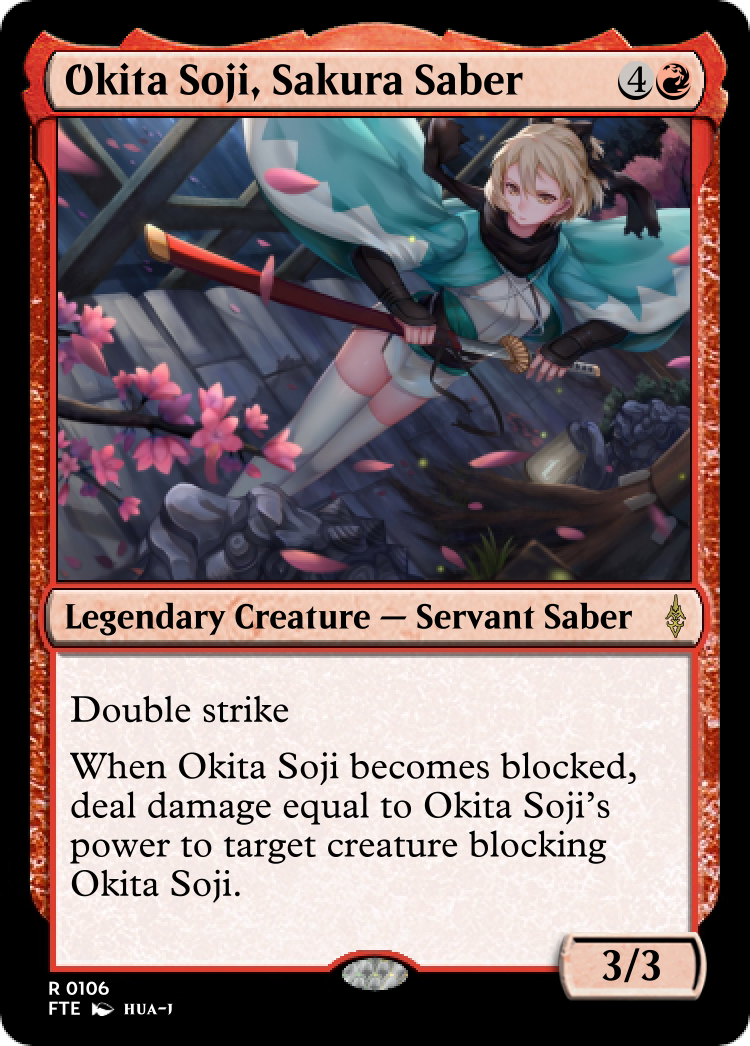 Okita Soji, Sakura Saber 4
Legendary Creature — Servant Saber
Double strike
When Okita Soji becomes blocked,
deal damage equal to Okita Soji's
power to target creature blocking
Okita Soji.
3/3
R 0106
FTE HUA-J